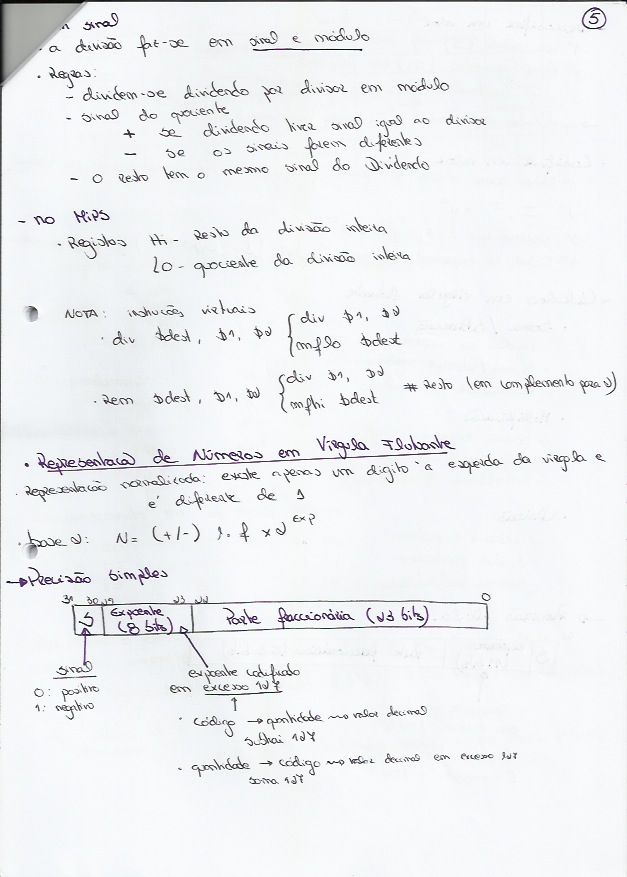 sinal
5
. a divisão faz-se em sinal e módulo
. Regras:
- dividem-se dividendo por divisor em módulo
- sinal do quociente
+ se dividendo tiver sinal igual ao divisor
- se os sinais forem diferentes
- o resto tem o mesmo sinal do Dividendo
- no MIPS
. Registos Hi - Resto da divisão inteira
LO - quociente da divisão inteira
NOTA: instruções virtuais
. div $dest, $1, $2 { div $1, $2
mflo $dest
. rem $dest, $1, $2 { div $1, $2
mfhi $dest # Resto (em complemento para 2)
. Representação de Números em Vírgula Flutuante
. Representação normalizada: existe apenas um digito à esquerda da virgula e
é diferente de 1
. base 2: N = (+/-) 1. f x 2 Exp
→ Precisão Simples
31 30 29 23 22 0
S Expoente (8 bits) Parte fraccionária (23 bits)
sinal
0: positivo
1: negativo
expoente codificado
em excesso 127
. código → quantidade no valor decimal
subtrai 127
. quantidade → código no valor decimal em excesso 127
soma 127